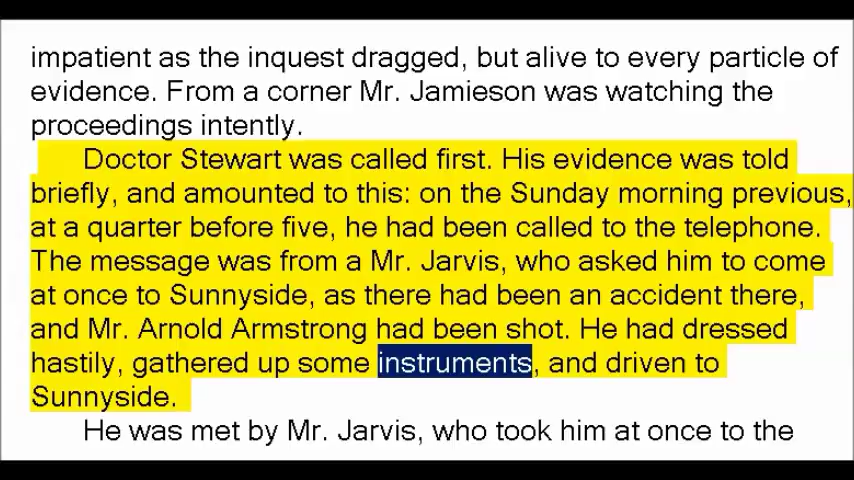 impatient as the inquest dragged, but alive to every particle of
evidence. From a corner Mr. Jamieson was watching the
proceedings intently.
Doctor Stewart was called first. His evidence was told
briefly, and amounted to this: on the Sunday morning previous,
at a quarter before five, he had been called to the telephone.
The message was from a Mr. Jarvis, who asked him to come
at once to Sunnyside, as there had been an accident there,
and Mr. Arnold Armstrong had been shot. He had dressed
hastily, gathered up some instruments, and driven to
Sunnyside.
He was met by Mr. Jarvis, who took him at once to the